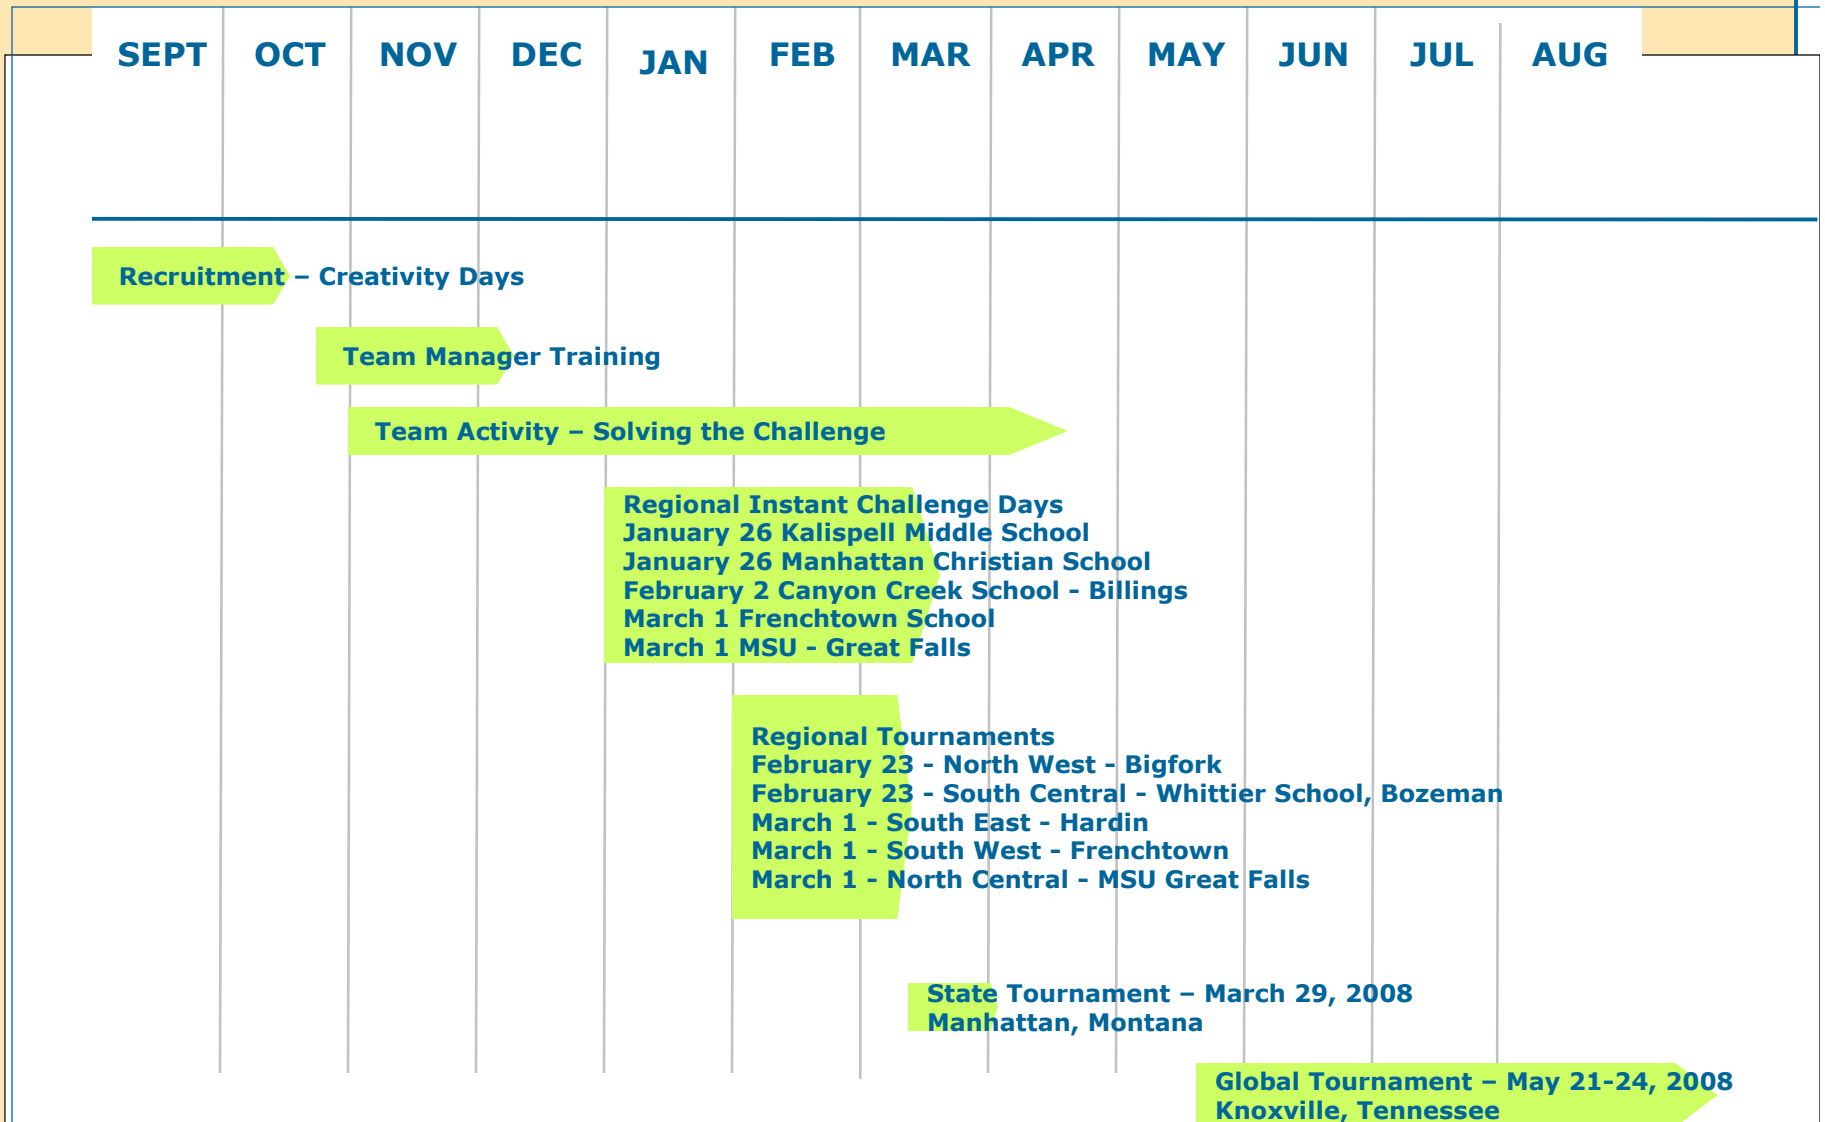 SEPT OCT NOV DEC JAN FEB MAR APR MAY JUN JUL AUG
Recruitment – Creativity Days
Team Manager Training
Team Activity – Solving the Challenge
Regional Instant Challenge Days
January 26 Kalispell Middle School
January 26 Manhattan Christian School
February 2 Canyon Creek School - Billings
March 1 Frenchtown School
March 1 MSU - Great Falls
Regional Tournaments
February 23 - North West - Bigfork
February 23 - South Central - Whittier School, Bozeman
March 1 - South East - Hardin
March 1 - South West - Frenchtown
March 1 - North Central - MSU Great Falls
State Tournament – March 29, 2008
Manhattan, Montana
Global Tournament – May 21-24, 2008
Knoxville, Tennessee